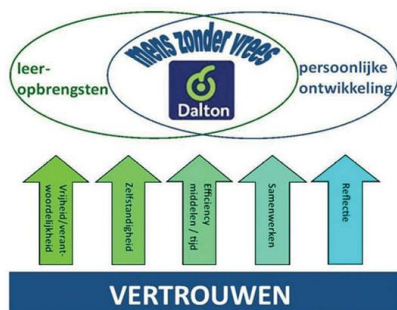 mens zonder vrees
leer-
opbrengsten
Dalton
persoonlijke
ontwikkeling
Vrijheid/verant-
woordelijkheid
Zelfstandigheid
Efficiency
middelen / tijd
Samenwerken
Reflectie
VERTROUWEN